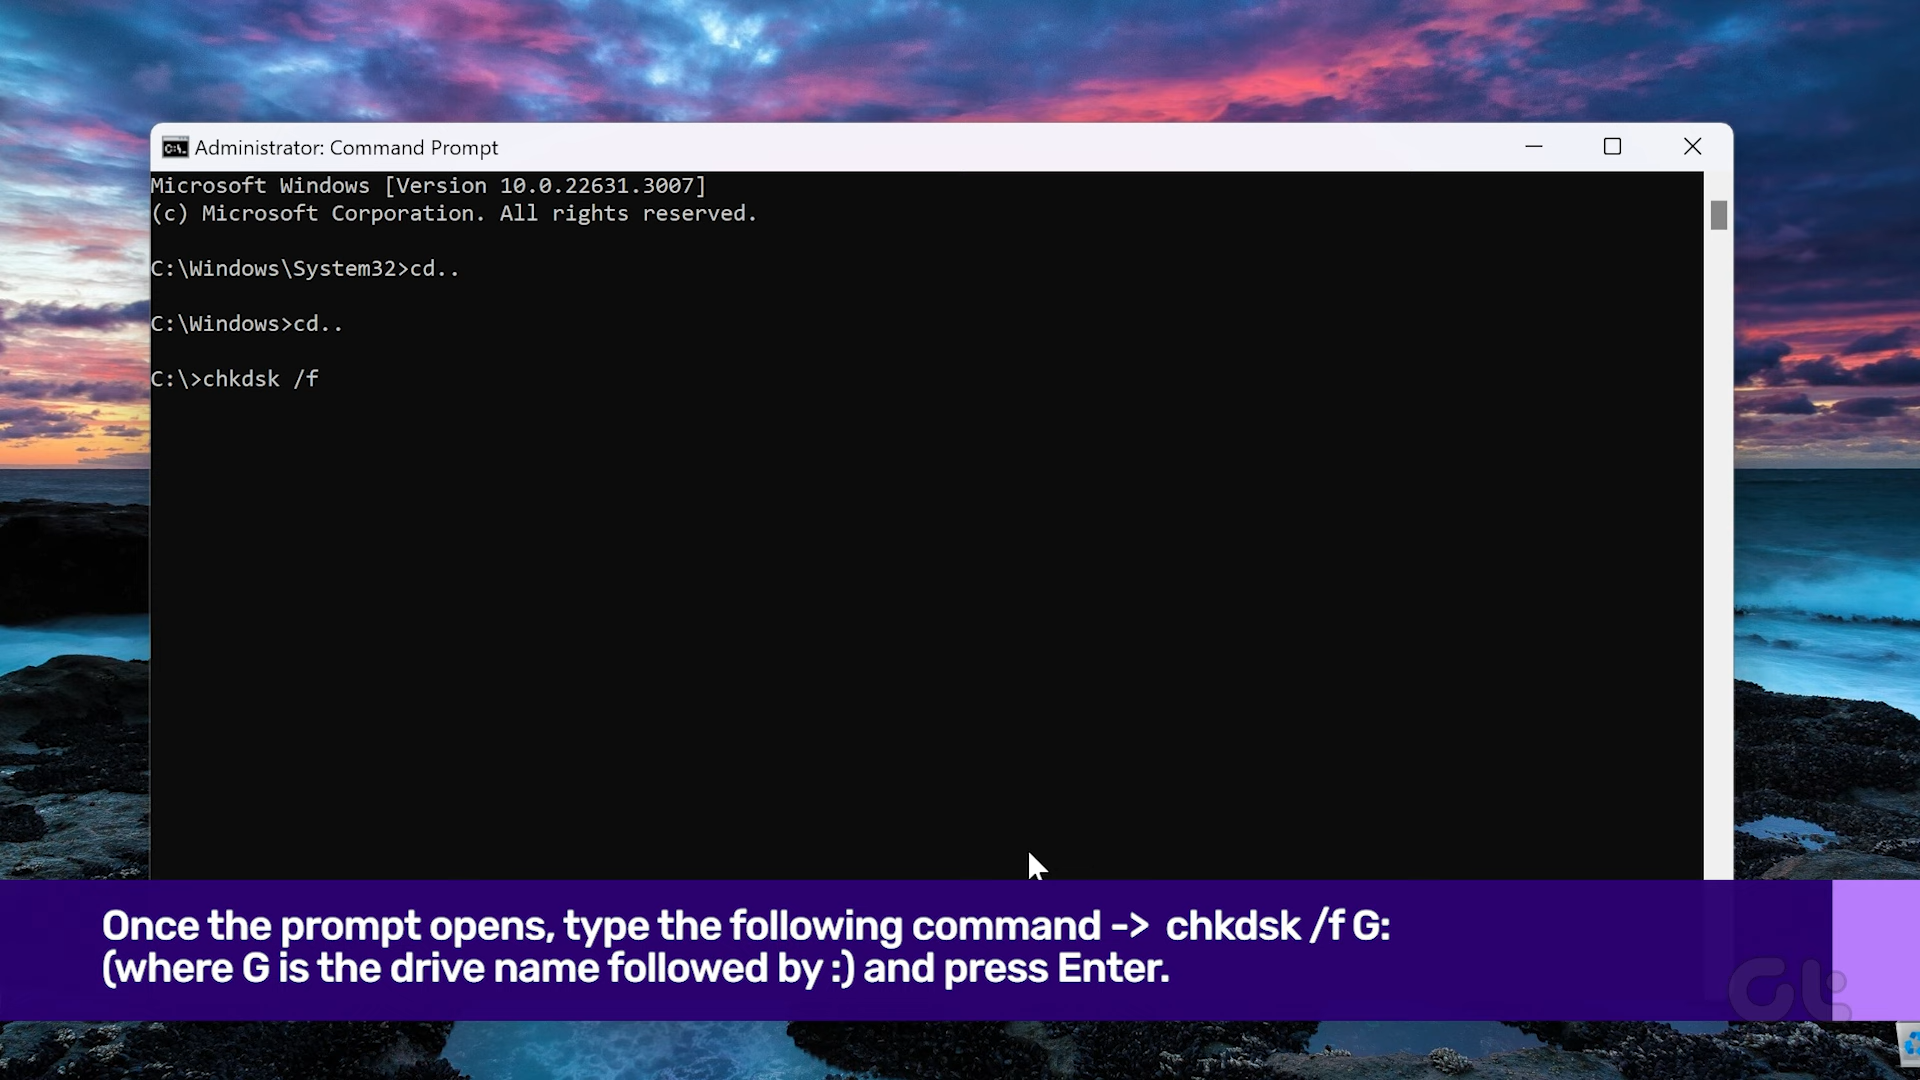 Administrator: Command Prompt
Microsoft Windows [Version 10.0.22631.3007]
(c) Microsoft Corporation. All rights reserved.
C:\Windows\System32>cd..
C:\Windows>cd..
C:\>chkdsk /f
Once the prompt opens, type the following command -> chkdsk /f G:
(where G is the drive name followed by :) and press Enter.